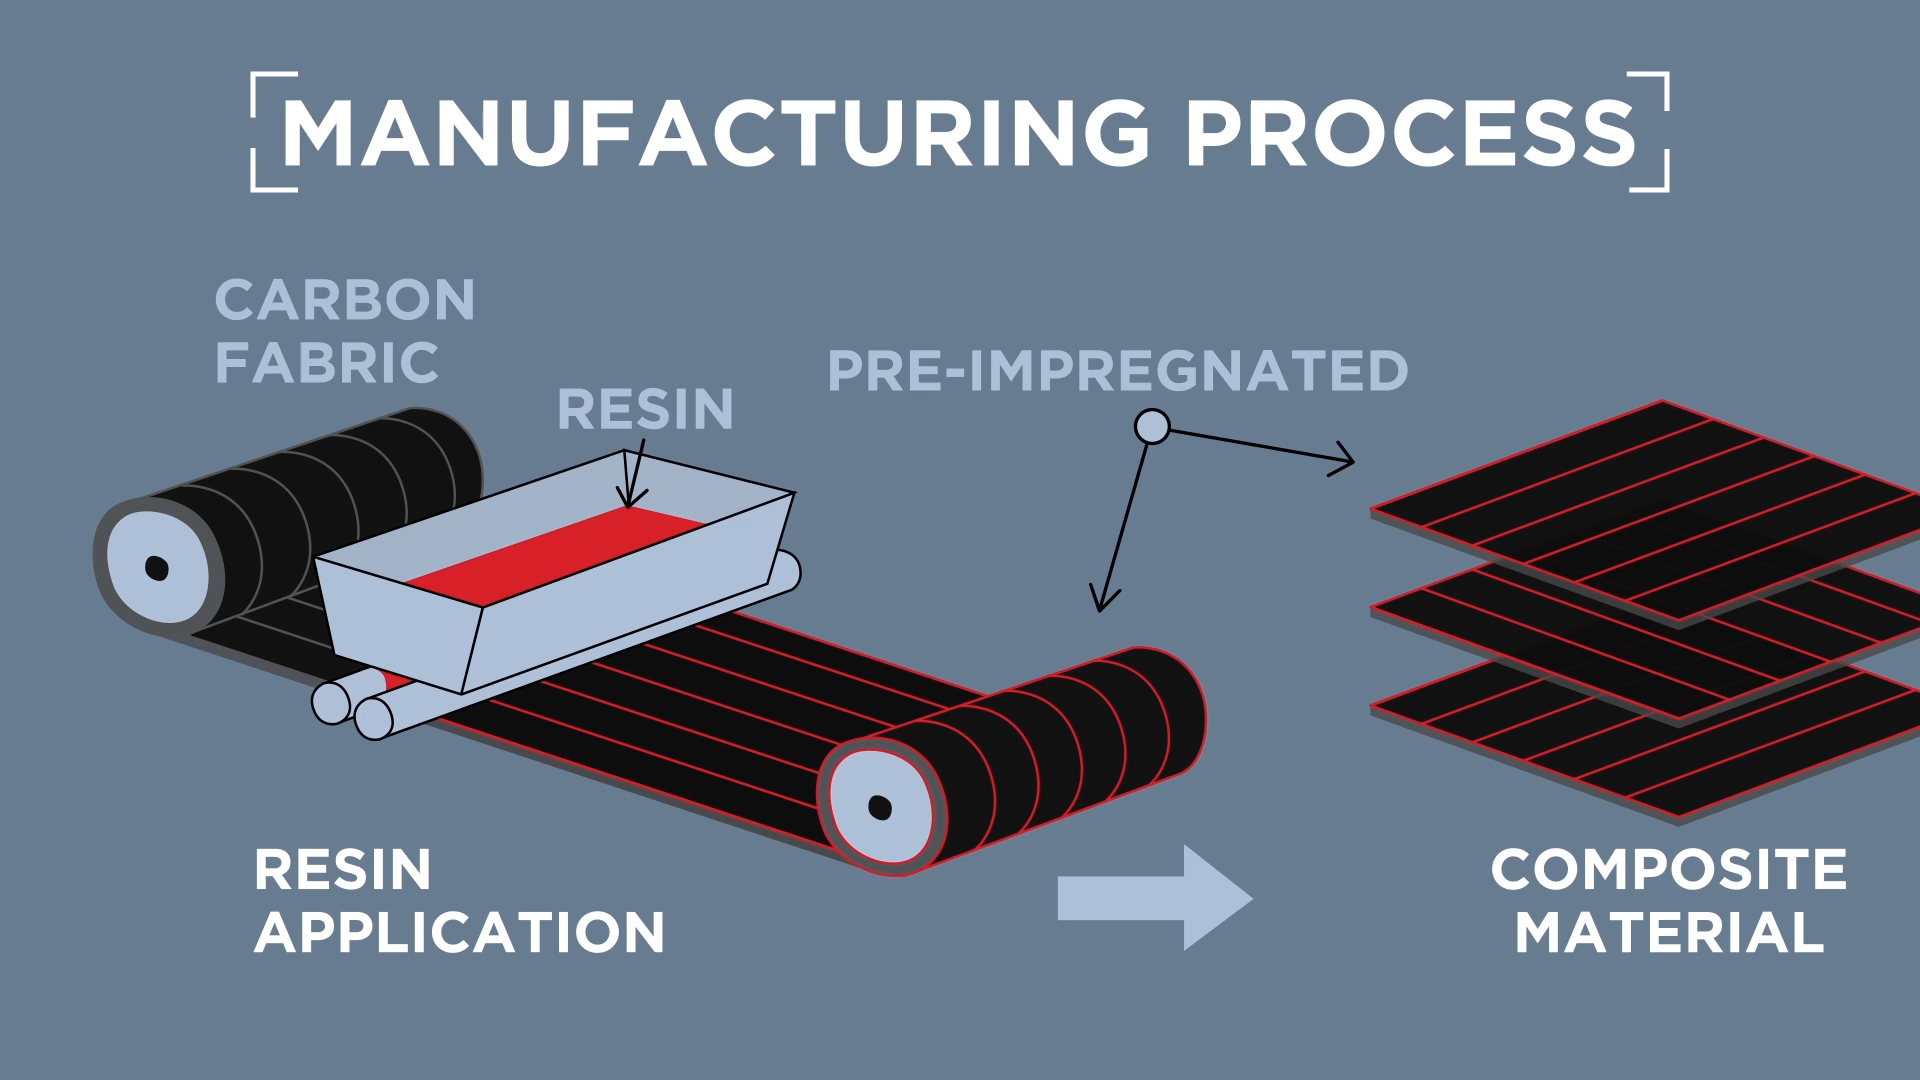 MANUFACTURING PROCESS
CARBON
FABRIC
RESIN
PRE-IMPREGNATED
RESIN
APPLICATION
COMPOSITE
MATERIAL